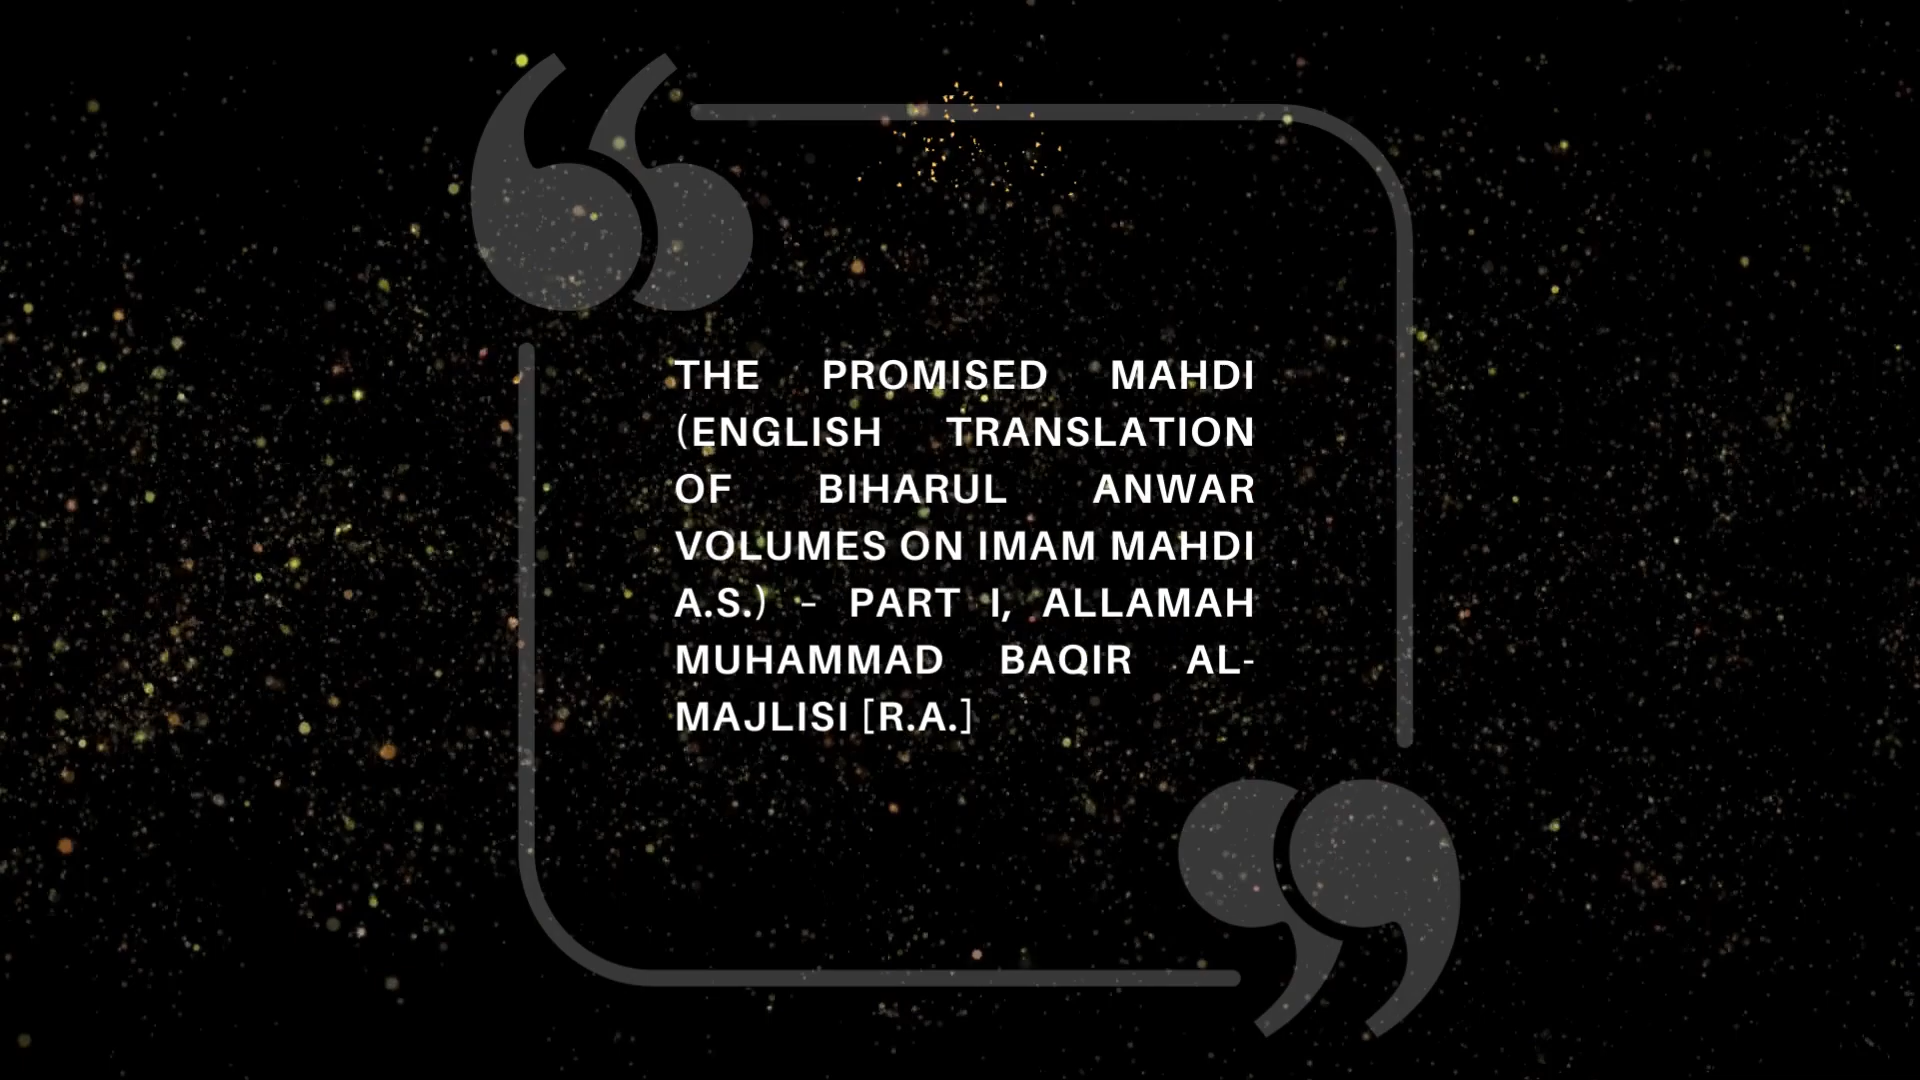 THE PROMISED MAHDI
(ENGLISH TRANSLATION
OF BIHARUL ANWAR
VOLUMES ON IMAM MAHDI
A.S.) – PART I, ALLAMAH
MUHAMMAD BAQIR AL-
MAJLISI [R.A.]